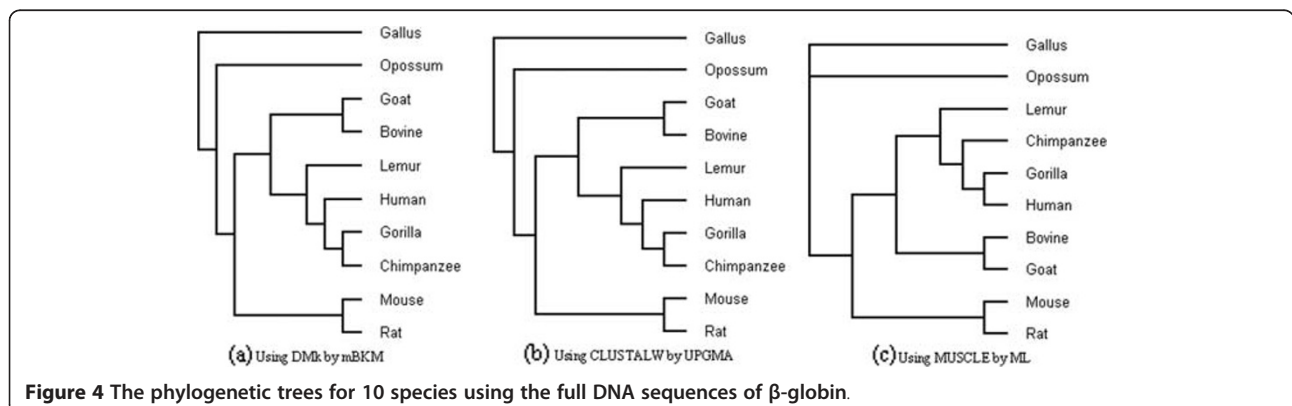 Gallus
Opossum
Goat
Bovine
Lemur
Human
Gorilla
Chimpanzee
Mouse
Rat
(a) Using DMk by mBKM
Gallus
Opossum
Goat
Bovine
Lemur
Human
Gorilla
Chimpanzee
Mouse
Rat
(b) Using CLUSTALW by UPGMA
Gallus
Opossum
Lemur
Chimpanzee
Gorilla
Human
Bovine
Goat
Mouse
Rat
(c) Using MUSCLE by ML
Figure 4 The phylogenetic trees for 10 species using the full DNA sequences of β-globin.